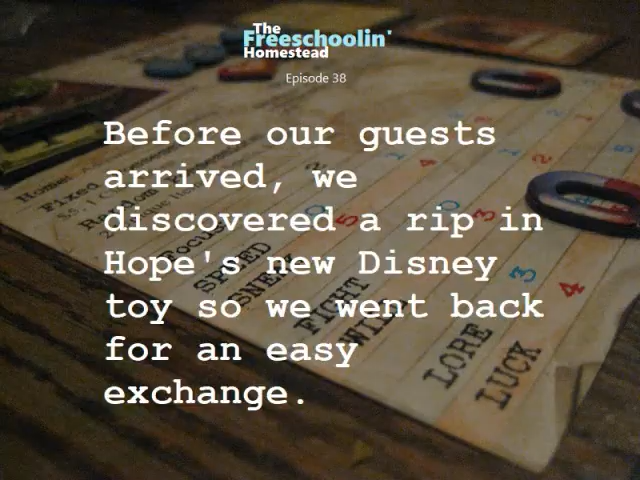 The
Freeschoolin'
Homestead
Episode 38
Before our guests
arrived, we
discovered a rip in
Hope's new Disney
toy so we went back
for an easy
exchange.
Home:
SPEED
SNEAK
FIGHT
WILL
LORE
LUCK